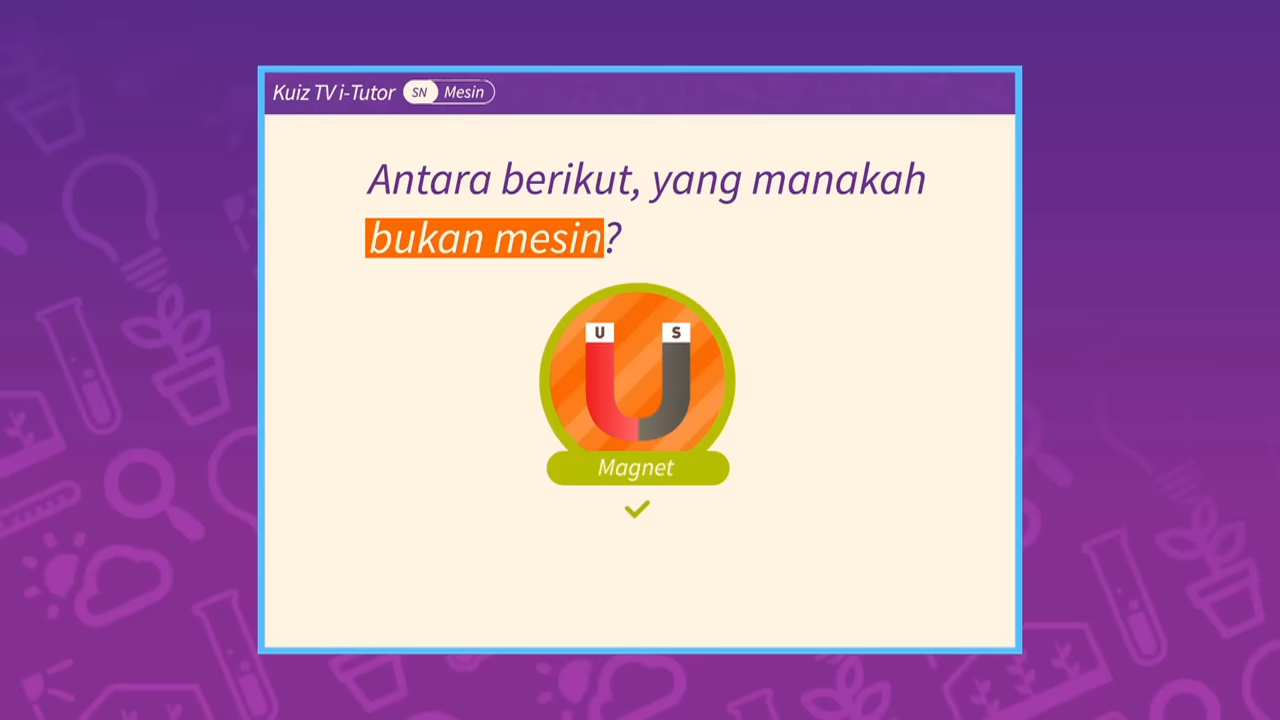 Kuiz TV i-Tutor SN Mesin
Antara berikut, yang manakah
bukan mesin?
U S
Magnet